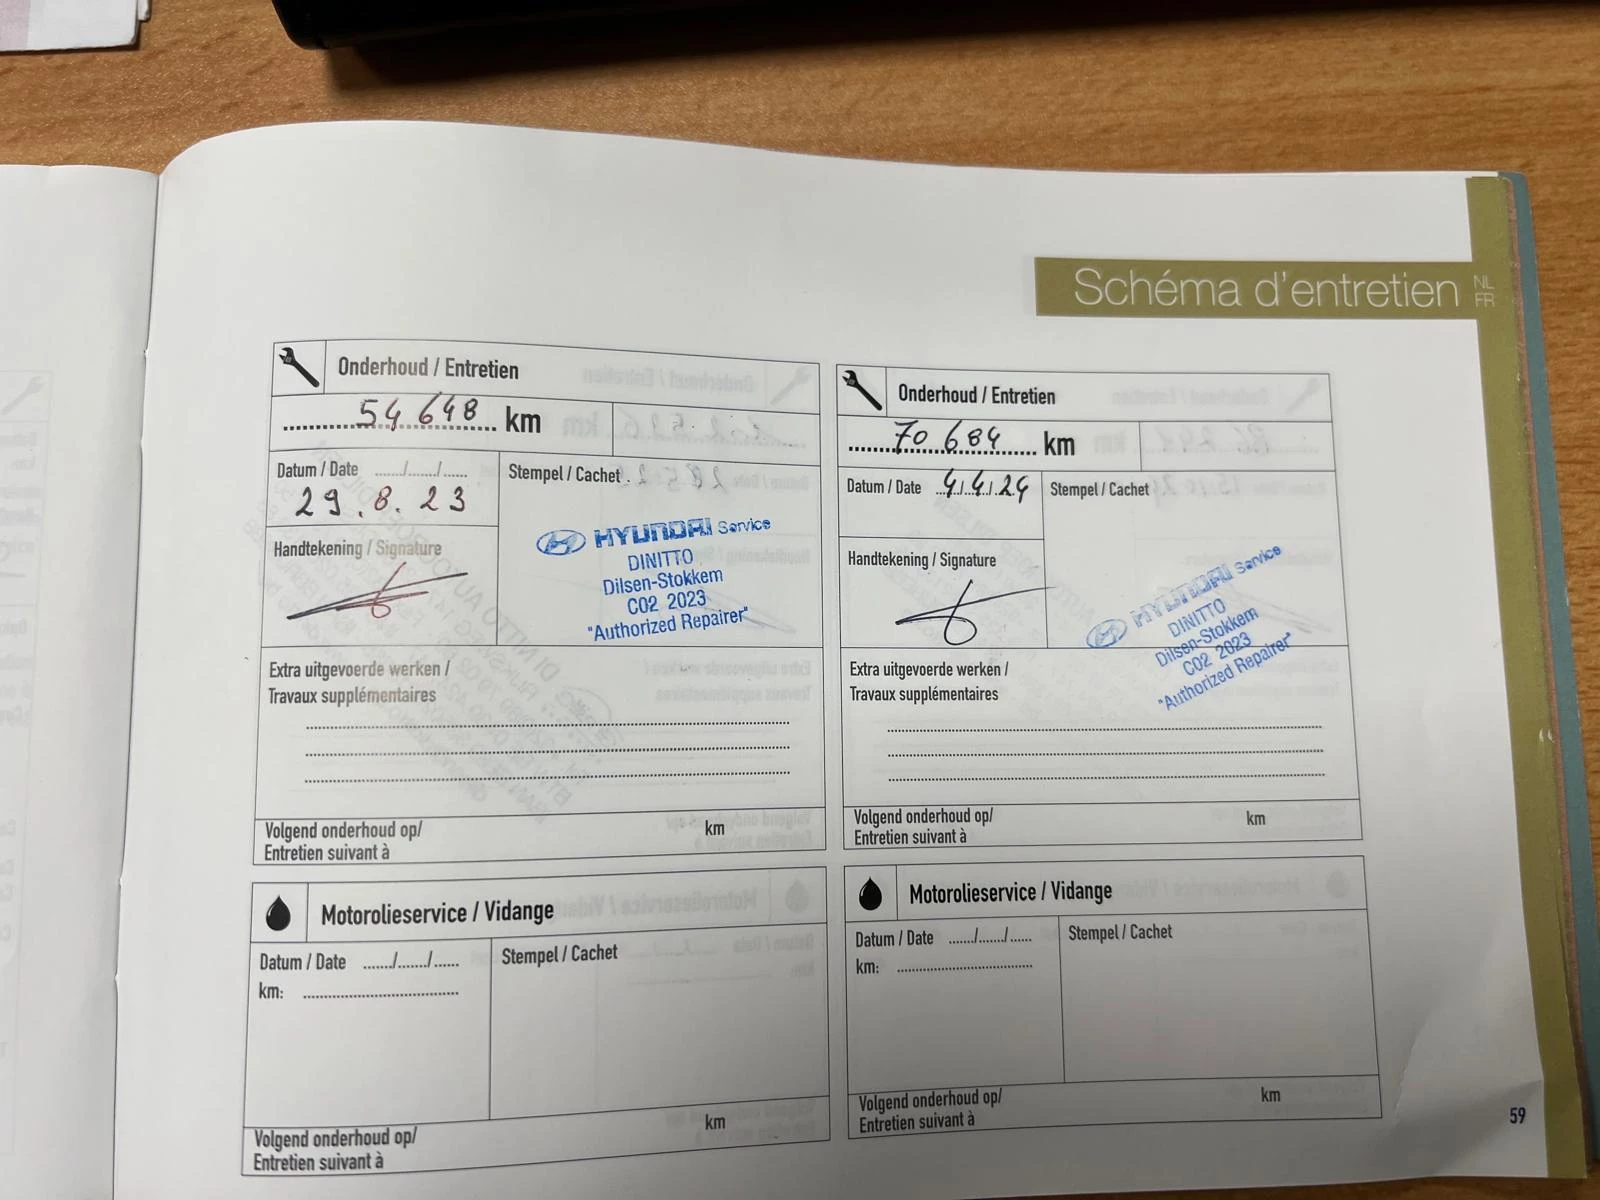 Schéma d'entretien
NL
FR
Onderhoud / Entretien
54 648 km
Datum / Date ....../....../......
29.8.23
Stempel / Cachet
Handtekening / Signature
HYUNDAI Service
DINITTO
Dilsen-Stokkem
C02 2023
"Authorized Repairer"
Extra uitgevoerde werken /
Travaux supplémentaires
Volgend onderhoud op/ km
Entretien suivant à
Onderhoud / Entretien
70 684 km
Datum / Date 4/4/24
Stempel / Cachet
Handtekening / Signature
HYUNDAI Service
DINITTO
Dilsen-Stokkem
C02 2023
"Authorized Repairer"
Extra uitgevoerde werken /
Travaux supplémentaires
Volgend onderhoud op/ km
Entretien suivant à
Motorolieservice / Vidange
Datum / Date ....../....../......
km:
Stempel / Cachet
Volgend onderhoud op/ km
Entretien suivant à
Motorolieservice / Vidange
Datum / Date ....../....../......
km:
Stempel / Cachet
Volgend onderhoud op/ km
Entretien suivant à
59